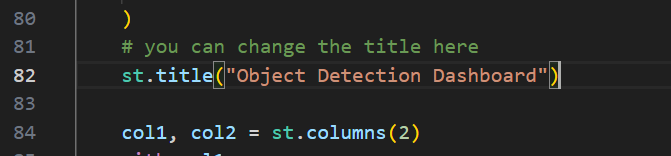 80 )
81 # you can change the title here
82 st.title("Object Detection Dashboard")
83
84 col1, col2 = st.columns(2)